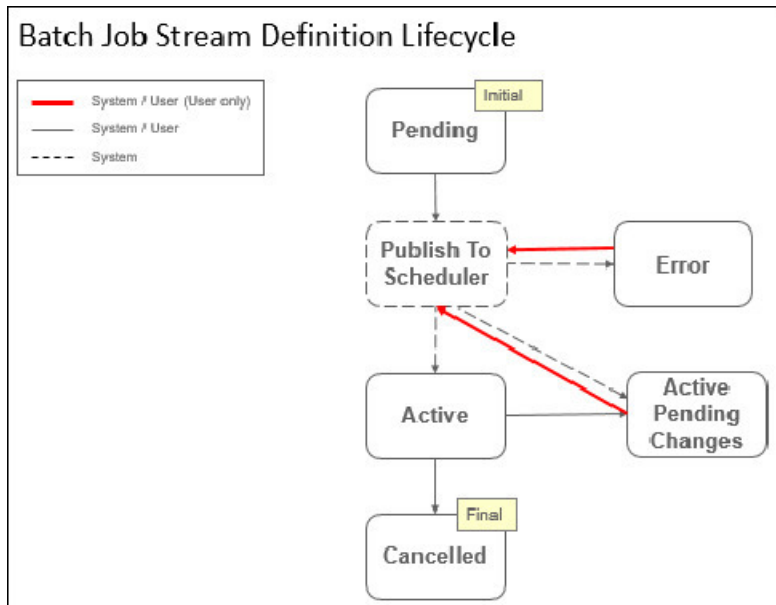 Batch Job Stream Definition Lifecycle
System / User (User only)
System / User
System
Initial
Pending
Publish To
Scheduler
Error
Active
Active
Pending
Changes
Final
Cancelled